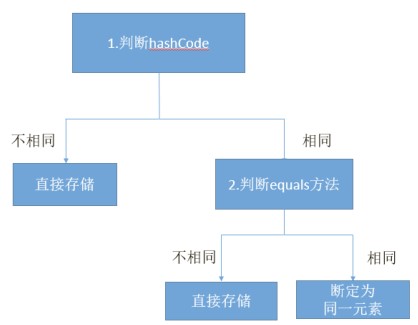 1.判断hashCode
不相同
相同
直接存储
2.判断equals方法
不相同
相同
直接存储
断定为
同一元素